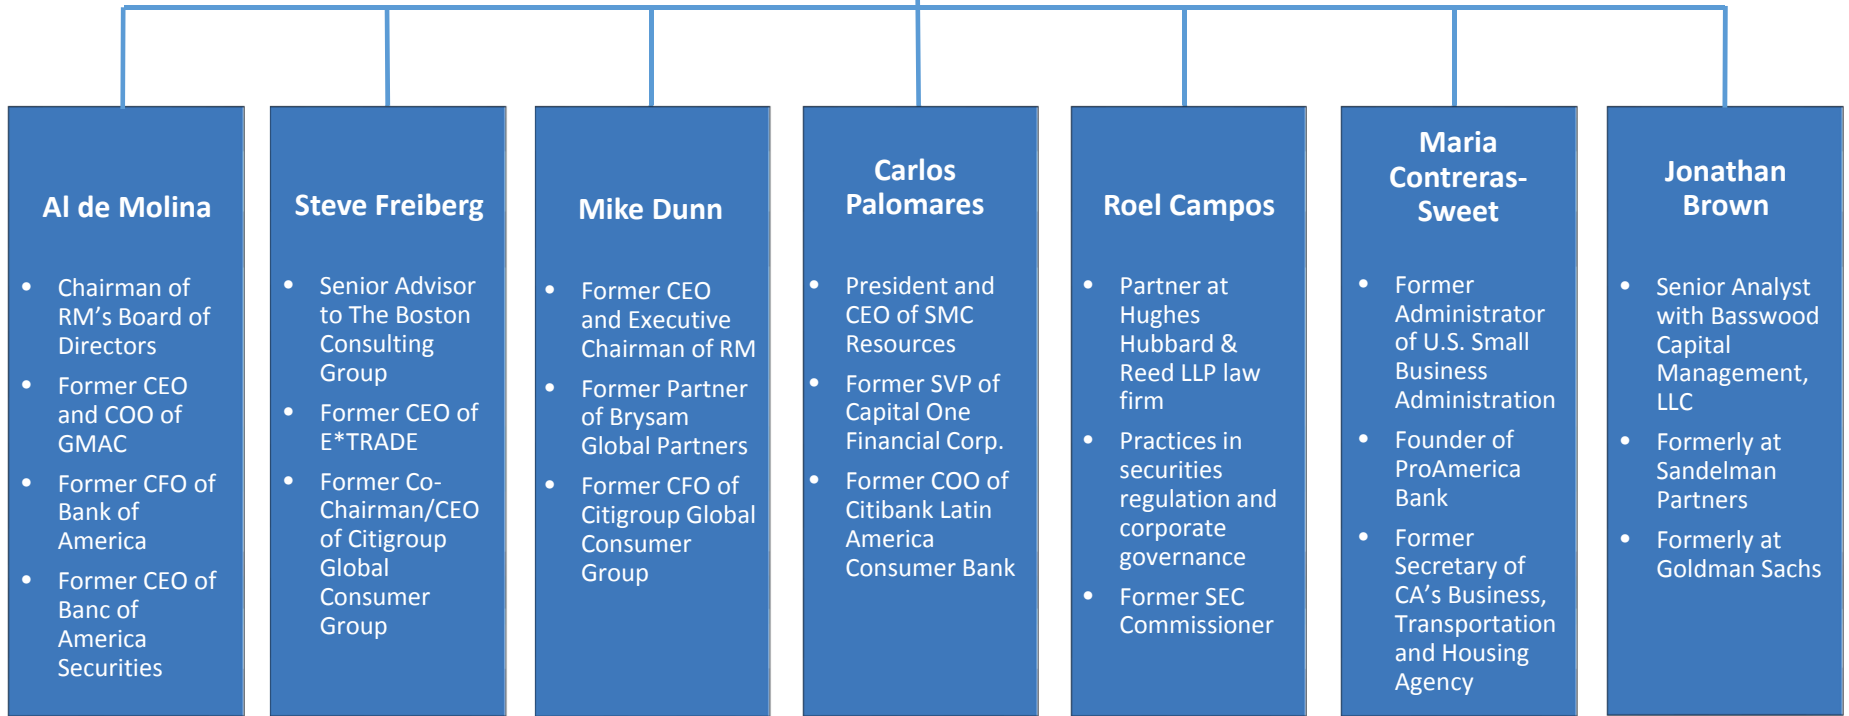 Al de Molina
• Chairman of
RM’s Board of
Directors
• Former CEO
and COO of
GMAC
• Former CFO of
Bank of
America
• Former CEO of
Banc of
America
Securities
Steve Freiberg
• Senior Advisor
to The Boston
Consulting
Group
• Former CEO of
E*TRADE
• Former Co-
Chairman/CEO
of Citigroup
Global
Consumer
Group
Mike Dunn
• Former CEO
and Executive
Chairman of RM
• Former Partner
of Brysam
Global Partners
• Former CFO of
Citigroup Global
Consumer
Group
Carlos
Palomares
• President and
CEO of SMC
Resources
• Former SVP of
Capital One
Financial Corp.
• Former COO of
Citibank Latin
America
Consumer Bank
Roel Campos
• Partner at
Hughes
Hubbard &
Reed LLP law
firm
• Practices in
securities
regulation and
corporate
governance
• Former SEC
Commissioner
Maria
Contreras-
Sweet
• Former
Administrator
of U.S. Small
Business
Administration
• Founder of
ProAmerica
Bank
• Former
Secretary of
CA’s Business,
Transportation
and Housing
Agency
Jonathan
Brown
• Senior Analyst
with Basswood
Capital
Management,
LLC
• Formerly at
Sandelman
Partners
• Formerly at
Goldman Sachs